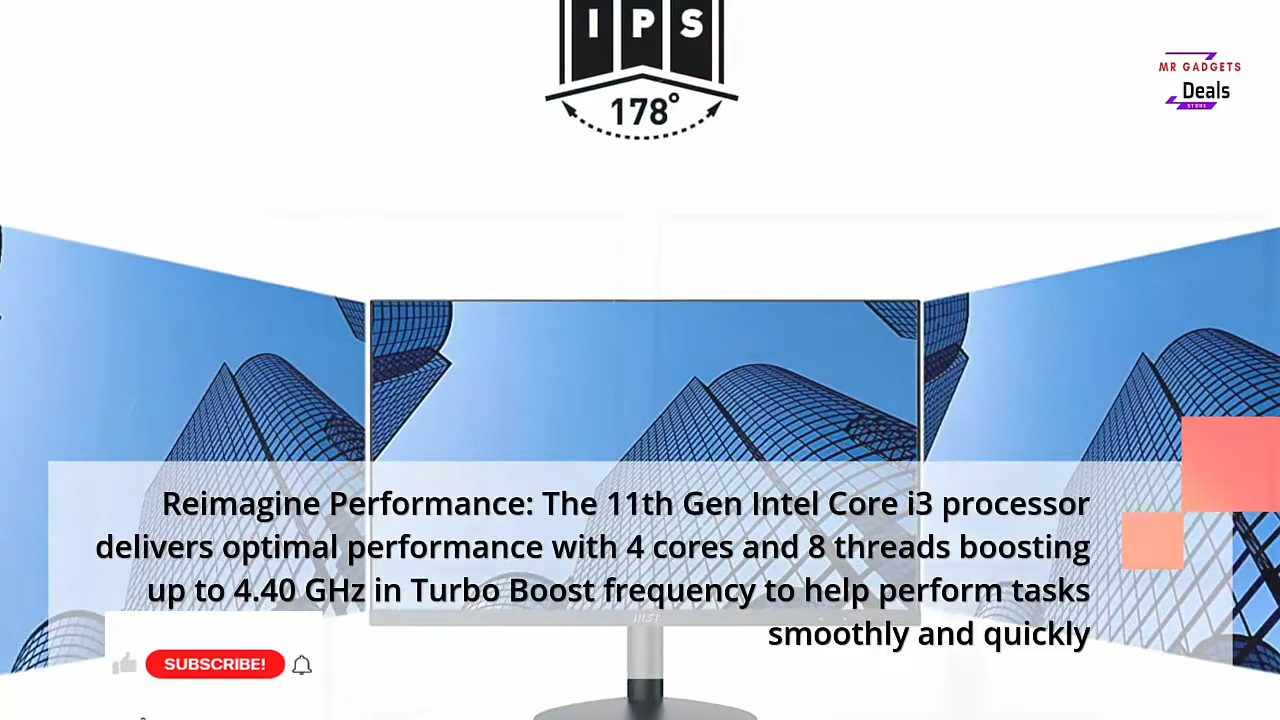 IPS
178°
MR GADGETS
Deals
STORE
Reimagine Performance: The 11th Gen Intel Core i3 processor
delivers optimal performance with 4 cores and 8 threads boosting
up to 4.40 GHz in Turbo Boost frequency to help perform tasks
msi
smoothly and quickly
SUBSCRIBE!